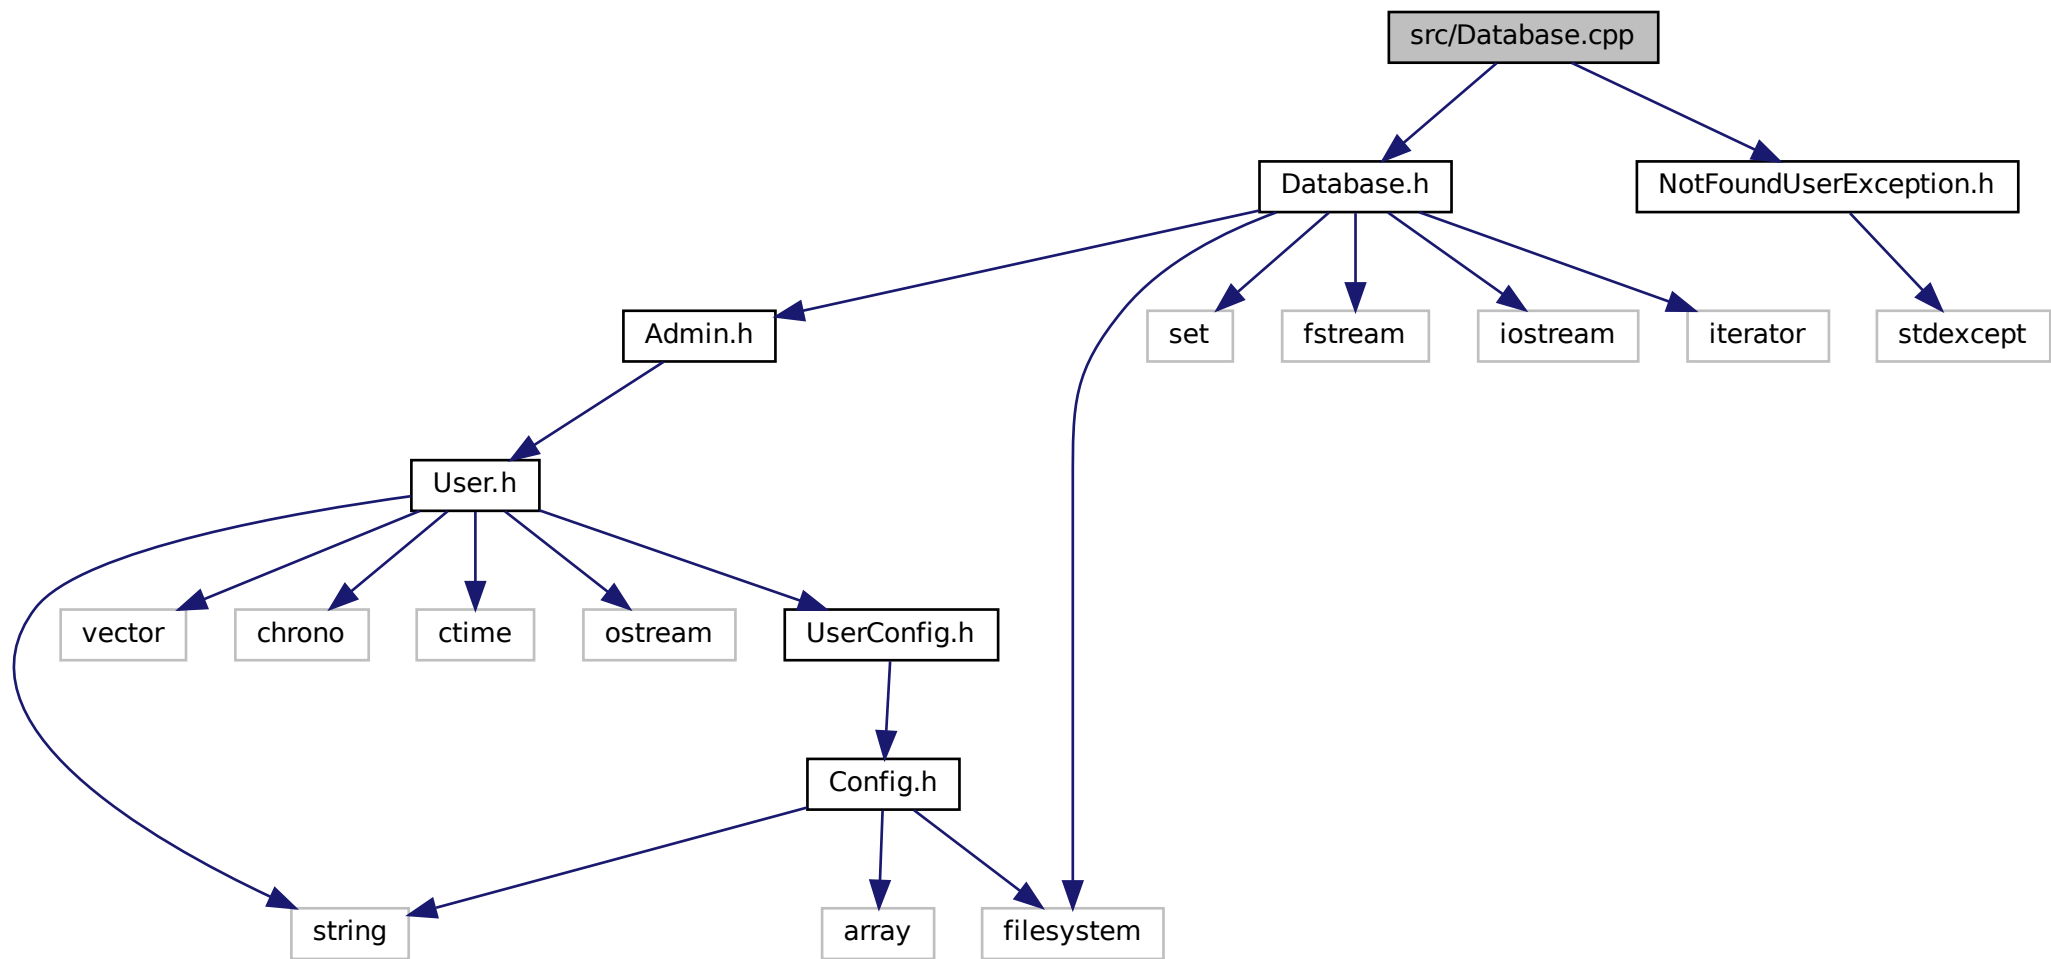 src/Database.cpp
Database.h
NotFoundUserException.h
Admin.h
set
fstream
iostream
iterator
stdexcept
User.h
vector
chrono
ctime
ostream
UserConfig.h
Config.h
string
array
filesystem